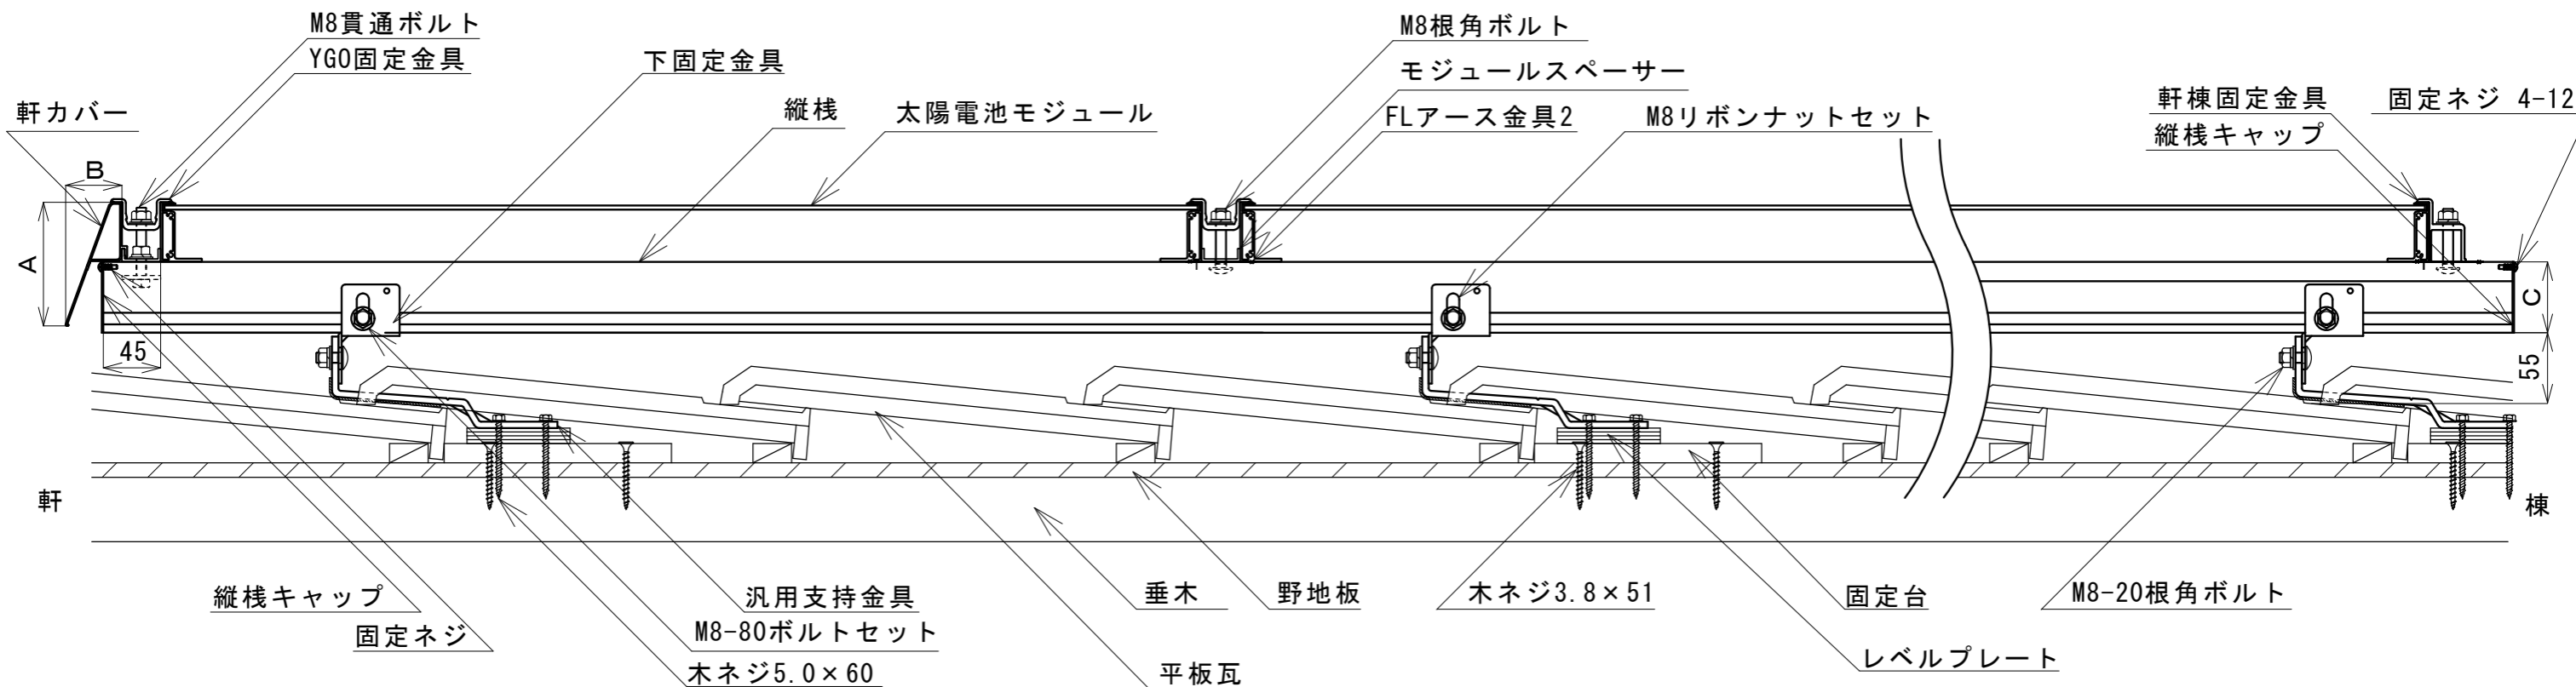 M8貫通ボルト
YGO固定金具
下固定金具
軒カバー
縦桟
太陽電池モジュール
M8根角ボルト
モジュールスペーサー
FLアース金具2
M8リボンナットセット
軒棟固定金具
縦桟キャップ
固定ネジ 4-12
B
A
C
45
55
軒
棟
縦桟キャップ
固定ネジ
汎用支持金具
M8-80ボルトセット
木ネジ5.0×60
垂木
野地板
平板瓦
木ネジ3.8×51
固定台
レベルプレート
M8-20根角ボルト